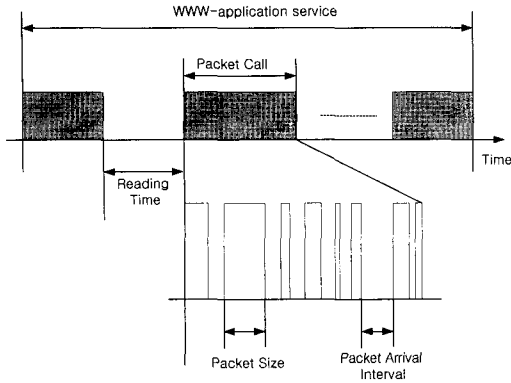 WWW-application service
Packet Call
Time
Reading
Time
Packet Size
Packet Arrival
Interval